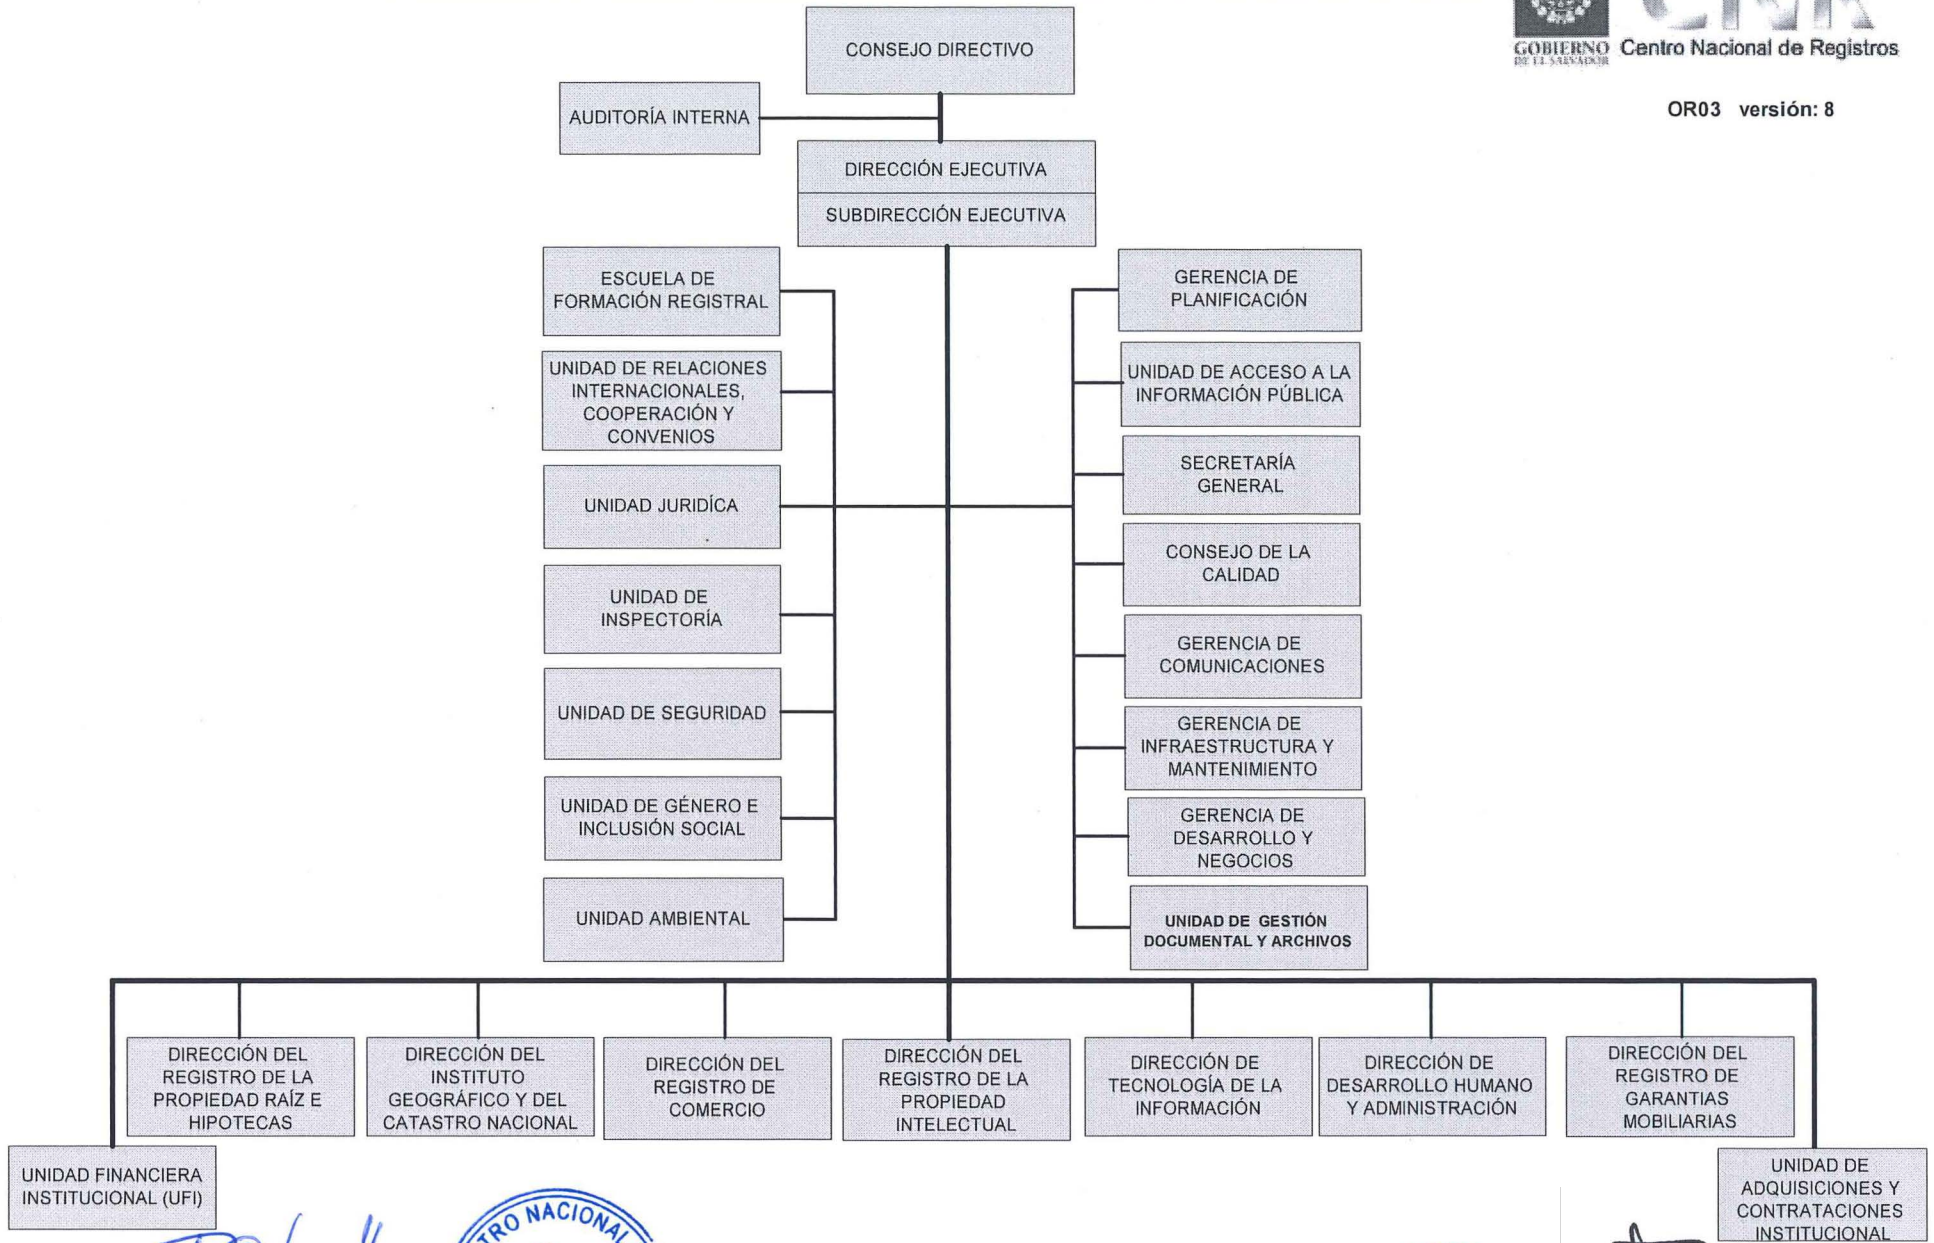 CONSEJO DIRECTIVO
CNR
GOBIERNO
DE EL SALVADOR
Centro Nacional de Registros
OR03 versión: 8
AUDITORÍA INTERNA
DIRECCIÓN EJECUTIVA
SUBDIRECCIÓN EJECUTIVA
ESCUELA DE
FORMACIÓN REGISTRAL
UNIDAD DE RELACIONES
INTERNACIONALES,
COOPERACIÓN Y
CONVENIOS
UNIDAD JURIDÍCA
UNIDAD DE
INSPECTORÍA
UNIDAD DE SEGURIDAD
UNIDAD DE GÉNERO E
INCLUSIÓN SOCIAL
UNIDAD AMBIENTAL
GERENCIA DE
PLANIFICACIÓN
UNIDAD DE ACCESO A LA
INFORMACIÓN PÚBLICA
SECRETARÍA
GENERAL
CONSEJO DE LA
CALIDAD
GERENCIA DE
COMUNICACIONES
GERENCIA DE
INFRAESTRUCTURA Y
MANTENIMIENTO
GERENCIA DE
DESARROLLO Y
NEGOCIOS
UNIDAD DE GESTIÓN
DOCUMENTAL Y ARCHIVOS
DIRECCIÓN DEL
REGISTRO DE LA
PROPIEDAD RAÍZ E
HIPOTECAS
DIRECCIÓN DEL
INSTITUTO
GEOGRÁFICO Y DEL
CATASTRO NACIONAL
DIRECCIÓN DEL
REGISTRO DE
COMERCIO
DIRECCIÓN DEL
REGISTRO DE LA
PROPIEDAD
INTELECTUAL
DIRECCIÓN DE
TECNOLOGÍA DE LA
INFORMACIÓN
DIRECCIÓN DE
DESARROLLO HUMANO
Y ADMINISTRACIÓN
DIRECCIÓN DEL
REGISTRO DE
GARANTIAS
MOBILIARIAS
UNIDAD FINANCIERA
INSTITUCIONAL (UFI)
UNIDAD DE
ADQUISICIONES Y
CONTRATACIONES
INSTITUCIONAL
NACIONAL